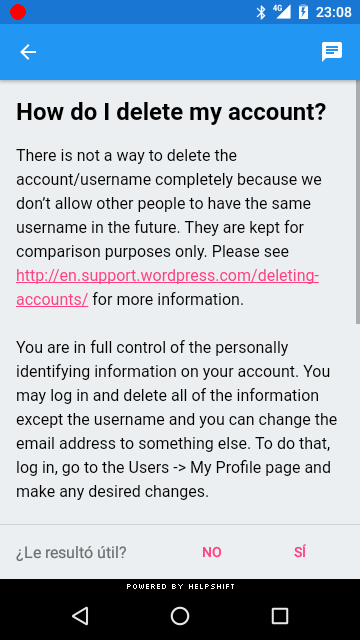 4G 23:08
How do I delete my account?
There is not a way to delete the
account/username completely because we
don't allow other people to have the same
username in the future. They are kept for
comparison purposes only. Please see
http://en.support.wordpress.com/deleting-
accounts/ for more information.
You are in full control of the personally
identifying information on your account. You
may log in and delete all of the information
except the username and you can change the
email address to something else. To do that,
log in, go to the Users -> My Profile page and
make any desired changes.
¿Le resultó útil? NO SÍ
POWERED BY HELPSHIFT